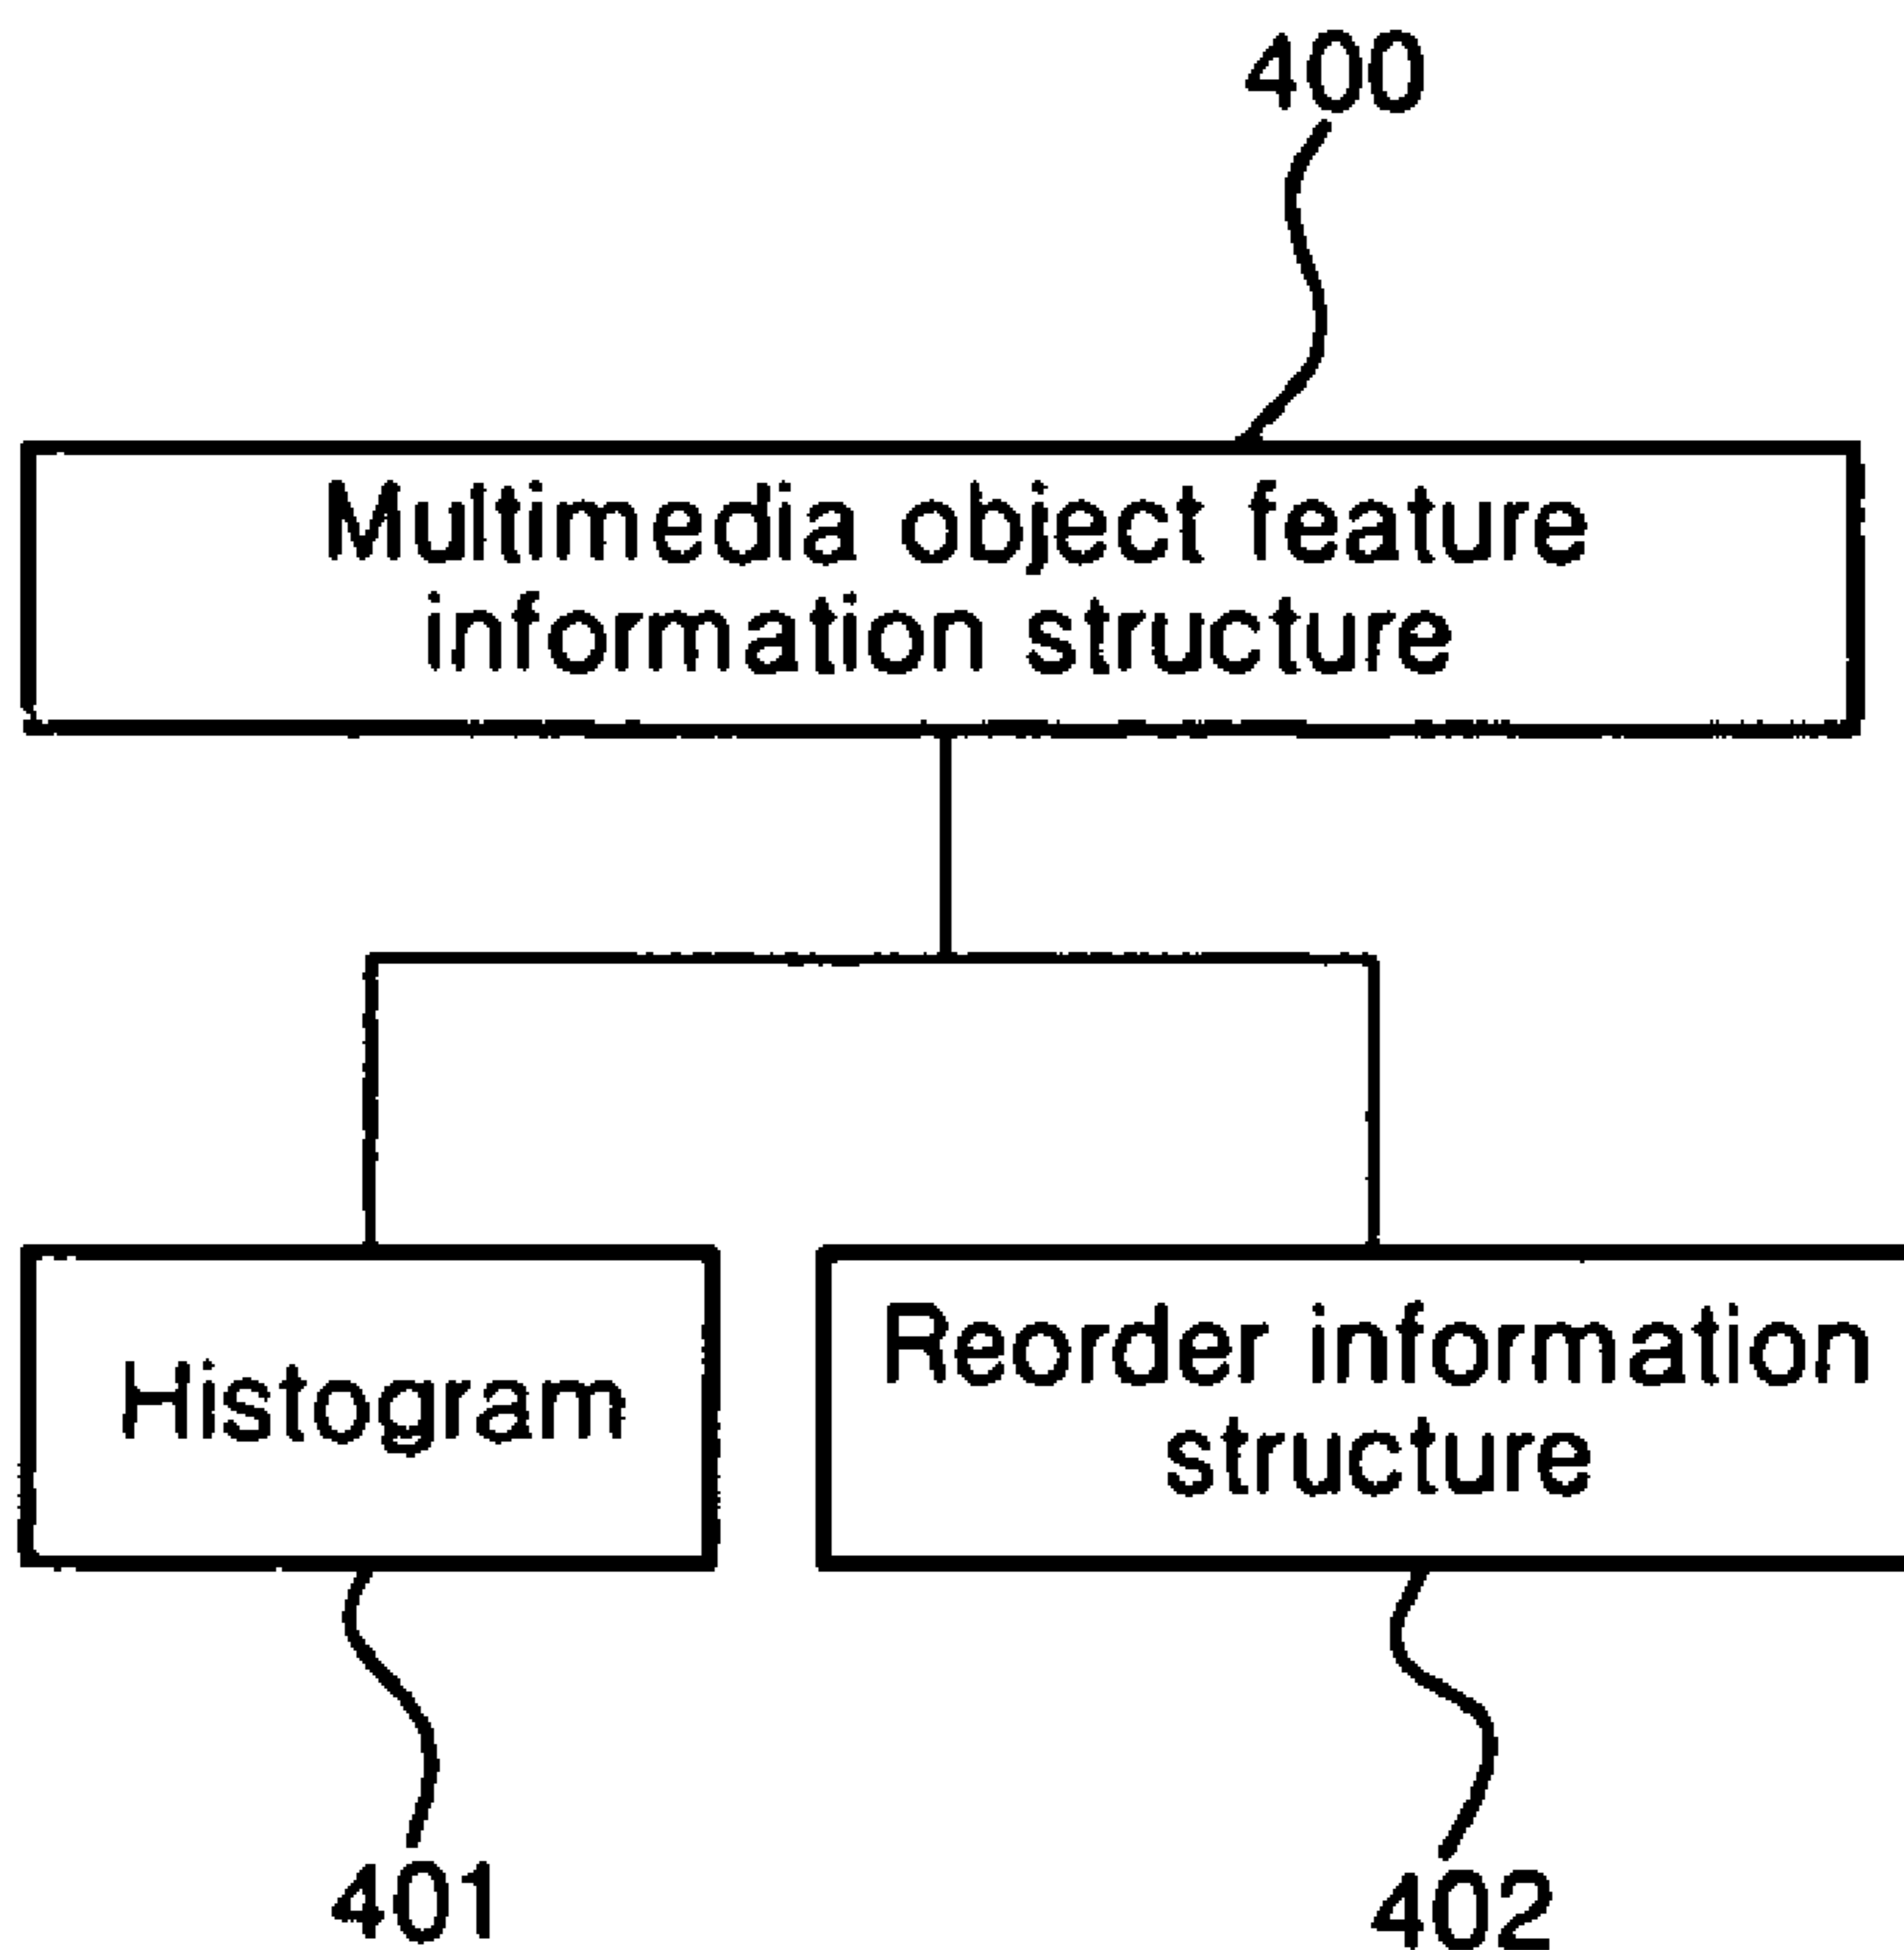 400
Multimedia object feature
information structure
Histogram
Reorder information
structure
401
402